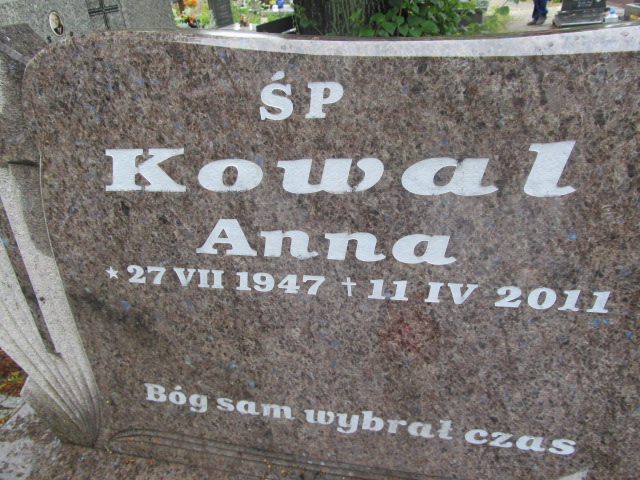 ŚP
Kowal
Anna
* 27 VII 1947 † 11 IV 2011
Bóg sam wybrał czas